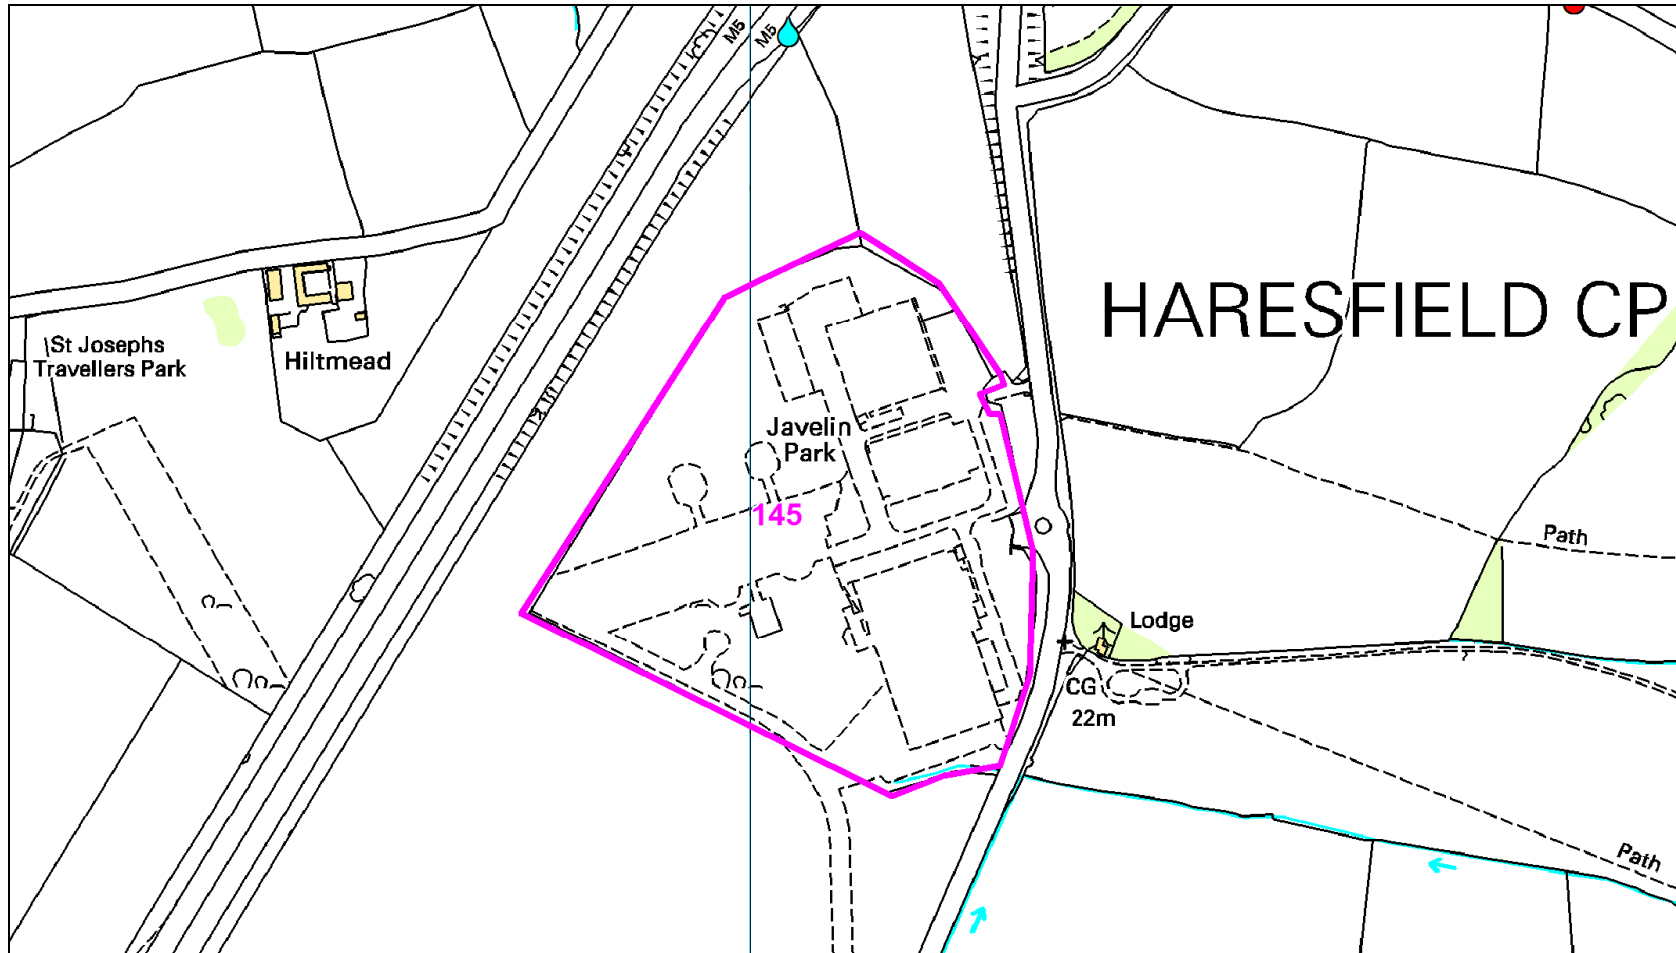 M5
M5
HARESFIELD CP
St Josephs
Travellers Park
Hiltmead
Javelin
Park
145
Path
Lodge
CG
22m
Path